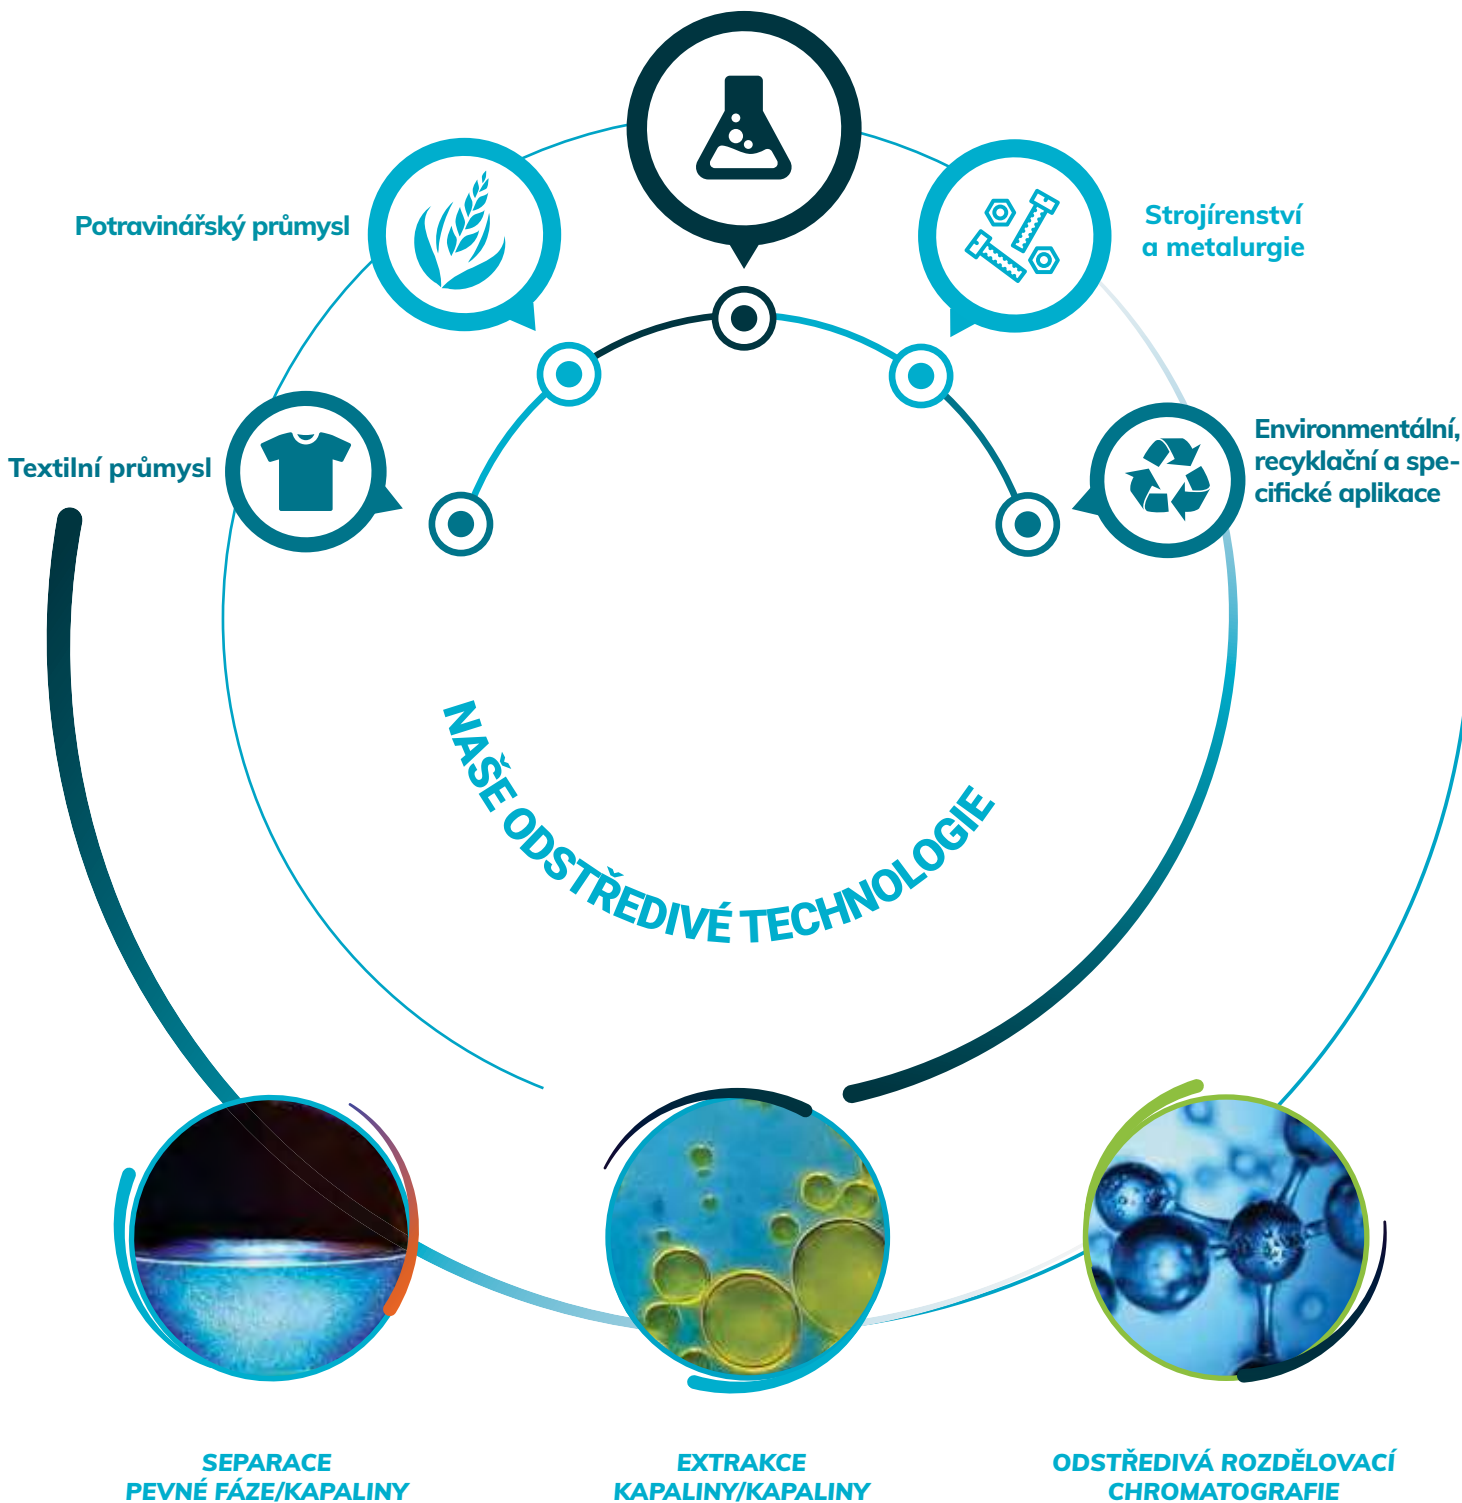 Potravinářský průmysl
Strojírenství
a metalurgie
Textilní průmysl
Environmentální,
recyklační a spe-
cifické aplikace
NAŠE ODSTŘEDIVÉ TECHNOLOGIE
SEPARACE
PEVNÉ FÁZE/KAPALINY
EXTRAKCE
KAPALINY/KAPALINY
ODSTŘEDIVÁ ROZDĚLOVACÍ
CHROMATOGRAFIE